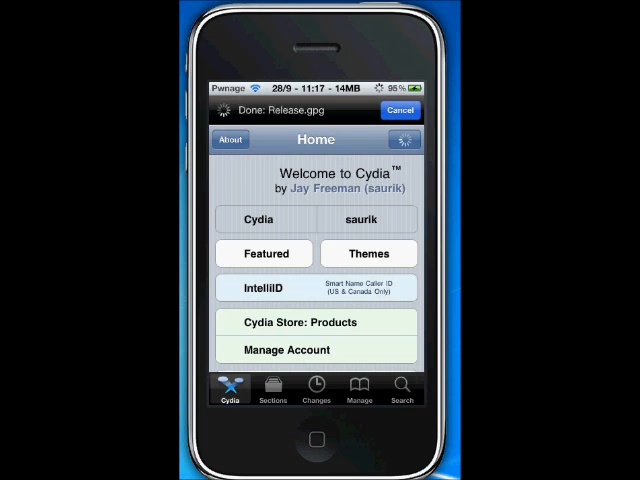 Pwnage 28/9 - 11:17 - 14MB 95%
Done: Release.gpg Cancel
About Home
Welcome to Cydia™
by Jay Freeman (saurik)
Cydia saurik
Featured Themes
IntelliID Smart Name Caller ID
(US & Canada Only)
Cydia Store: Products
Manage Account
Cydia Sections Changes Manage Search